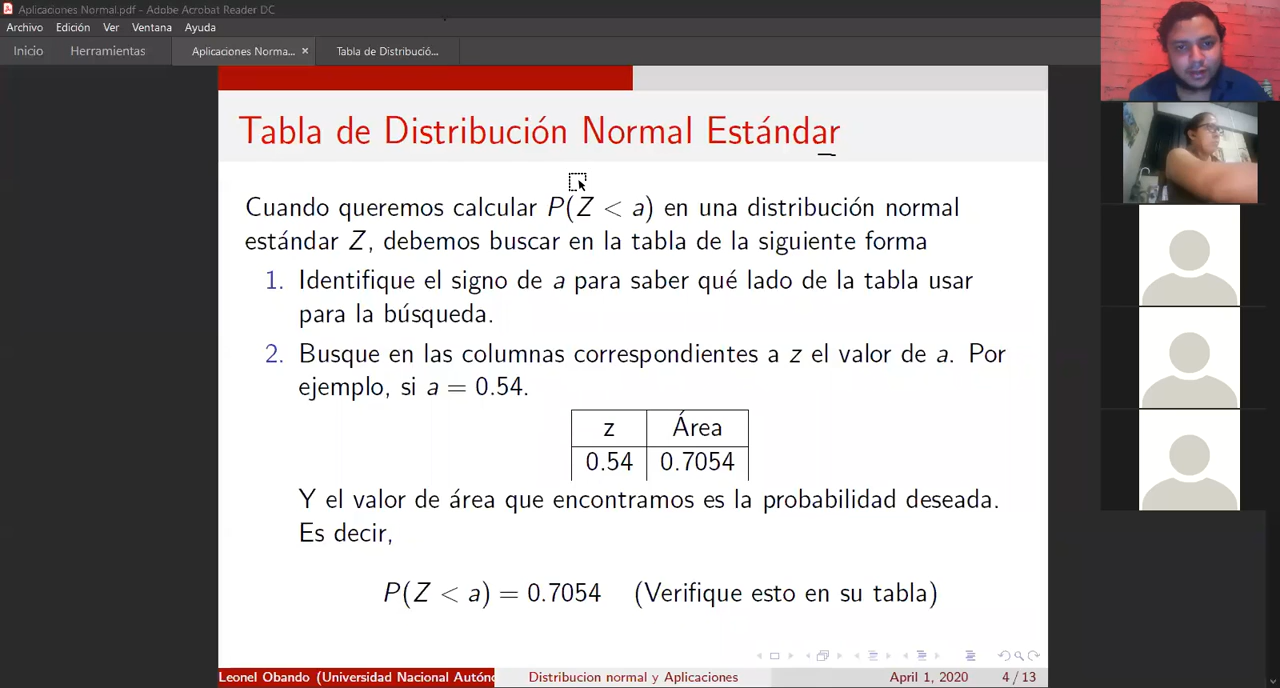 Aplicaciones Normal.pdf - Adobe Acrobat Reader DC
Archivo Edición Ver Ventana Ayuda
Inicio Herramientas Aplicaciones Norma... × Tabla de Distribució...
Tabla de Distribución Normal Estándar
Cuando queremos calcular P(Z < a) en una distribución normal
estándar Z, debemos buscar en la tabla de la siguiente forma
1. Identifique el signo de a para saber qué lado de la tabla usar
para la búsqueda.
2. Busque en las columnas correspondientes a z el valor de a. Por
ejemplo, si a = 0.54.
z Área
0.54 0.7054
Y el valor de área que encontramos es la probabilidad deseada.
Es decir,
P(Z < a) = 0.7054 (Verifique esto en su tabla)
Leonel Obando (Universidad Nacional Autónc Distribucion normal y Aplicaciones April 1, 2020 4 / 13